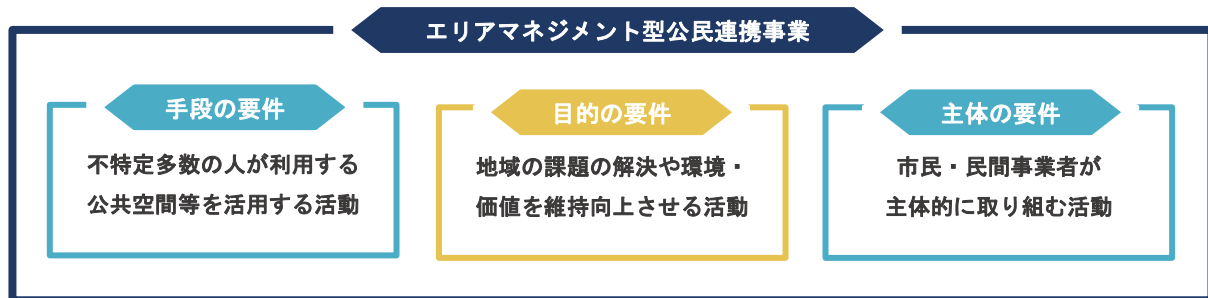 エリアマネジメント型公民連携事業
手段の要件
不特定多数の人が利用する
公共空間等を活用する活動
目的の要件
地域の課題の解決や環境・
価値を維持向上させる活動
主体の要件
市民・民間事業者が
主体的に取り組む活動